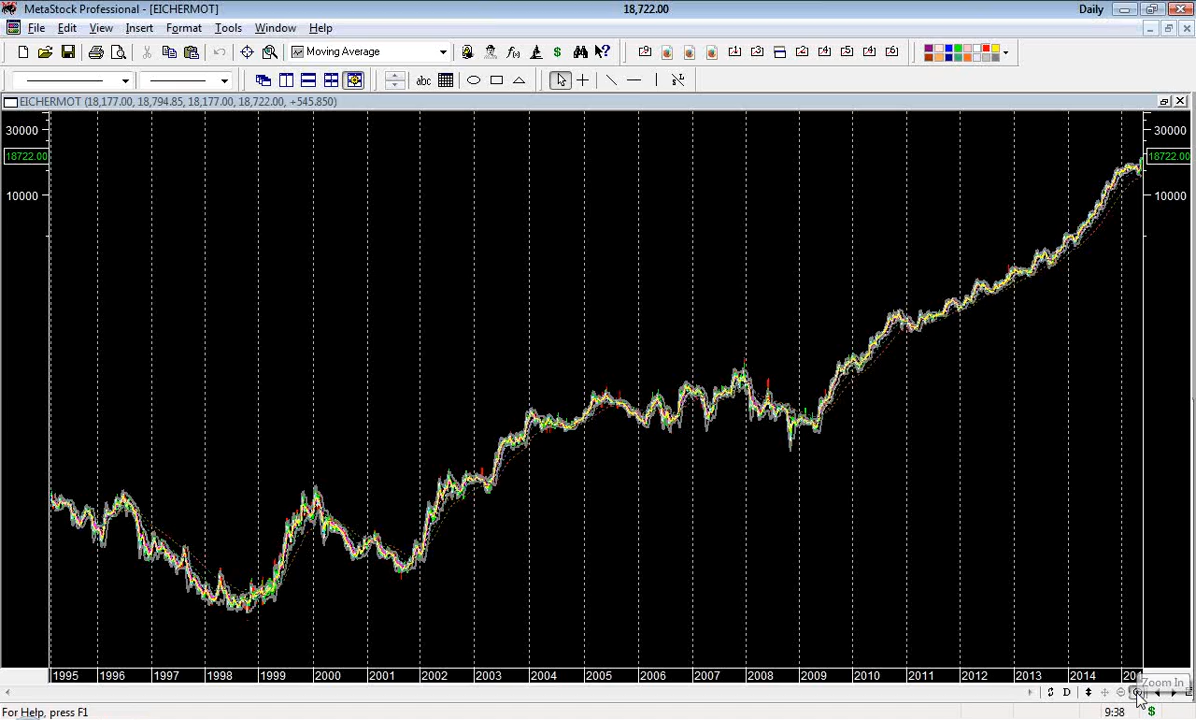 MetaStock Professional - [EICHERMOT]
18,722.00
Daily
File Edit View Insert Format Tools Window Help
Moving Average
abc
EICHERMOT (18,177.00, 18,794.85, 18,177.00, 18,722.00, +545.850)
30000 30000
18722.00 18722.00
10000 10000
1995 1996 1997 1998 1999 2000 2001 2002 2003 2004 2005 2006 2007 2008 2009 2010 2011 2012 2013 2014
Zoom In
D
For Help, press F1
9:38 $